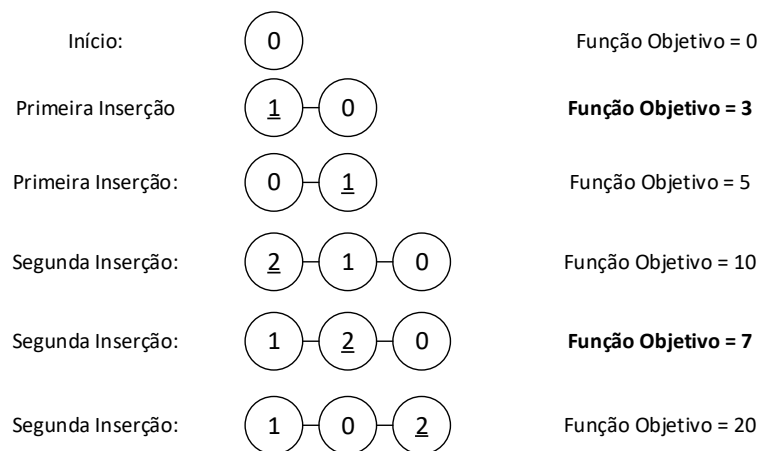 Início: 0 Função Objetivo = 0
Primeira Inserção 1 0 Função Objetivo = 3
Primeira Inserção: 0 1 Função Objetivo = 5
Segunda Inserção: 2 1 0 Função Objetivo = 10
Segunda Inserção: 1 2 0 Função Objetivo = 7
Segunda Inserção: 1 0 2 Função Objetivo = 20